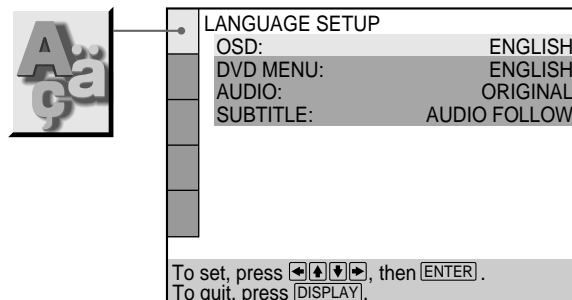 Aäç
LANGUAGE SETUP
OSD: ENGLISH
DVD MENU: ENGLISH
AUDIO: ORIGINAL
SUBTITLE: AUDIO FOLLOW
To set, press ←↑↓→, then ENTER.
To quit, press DISPLAY.